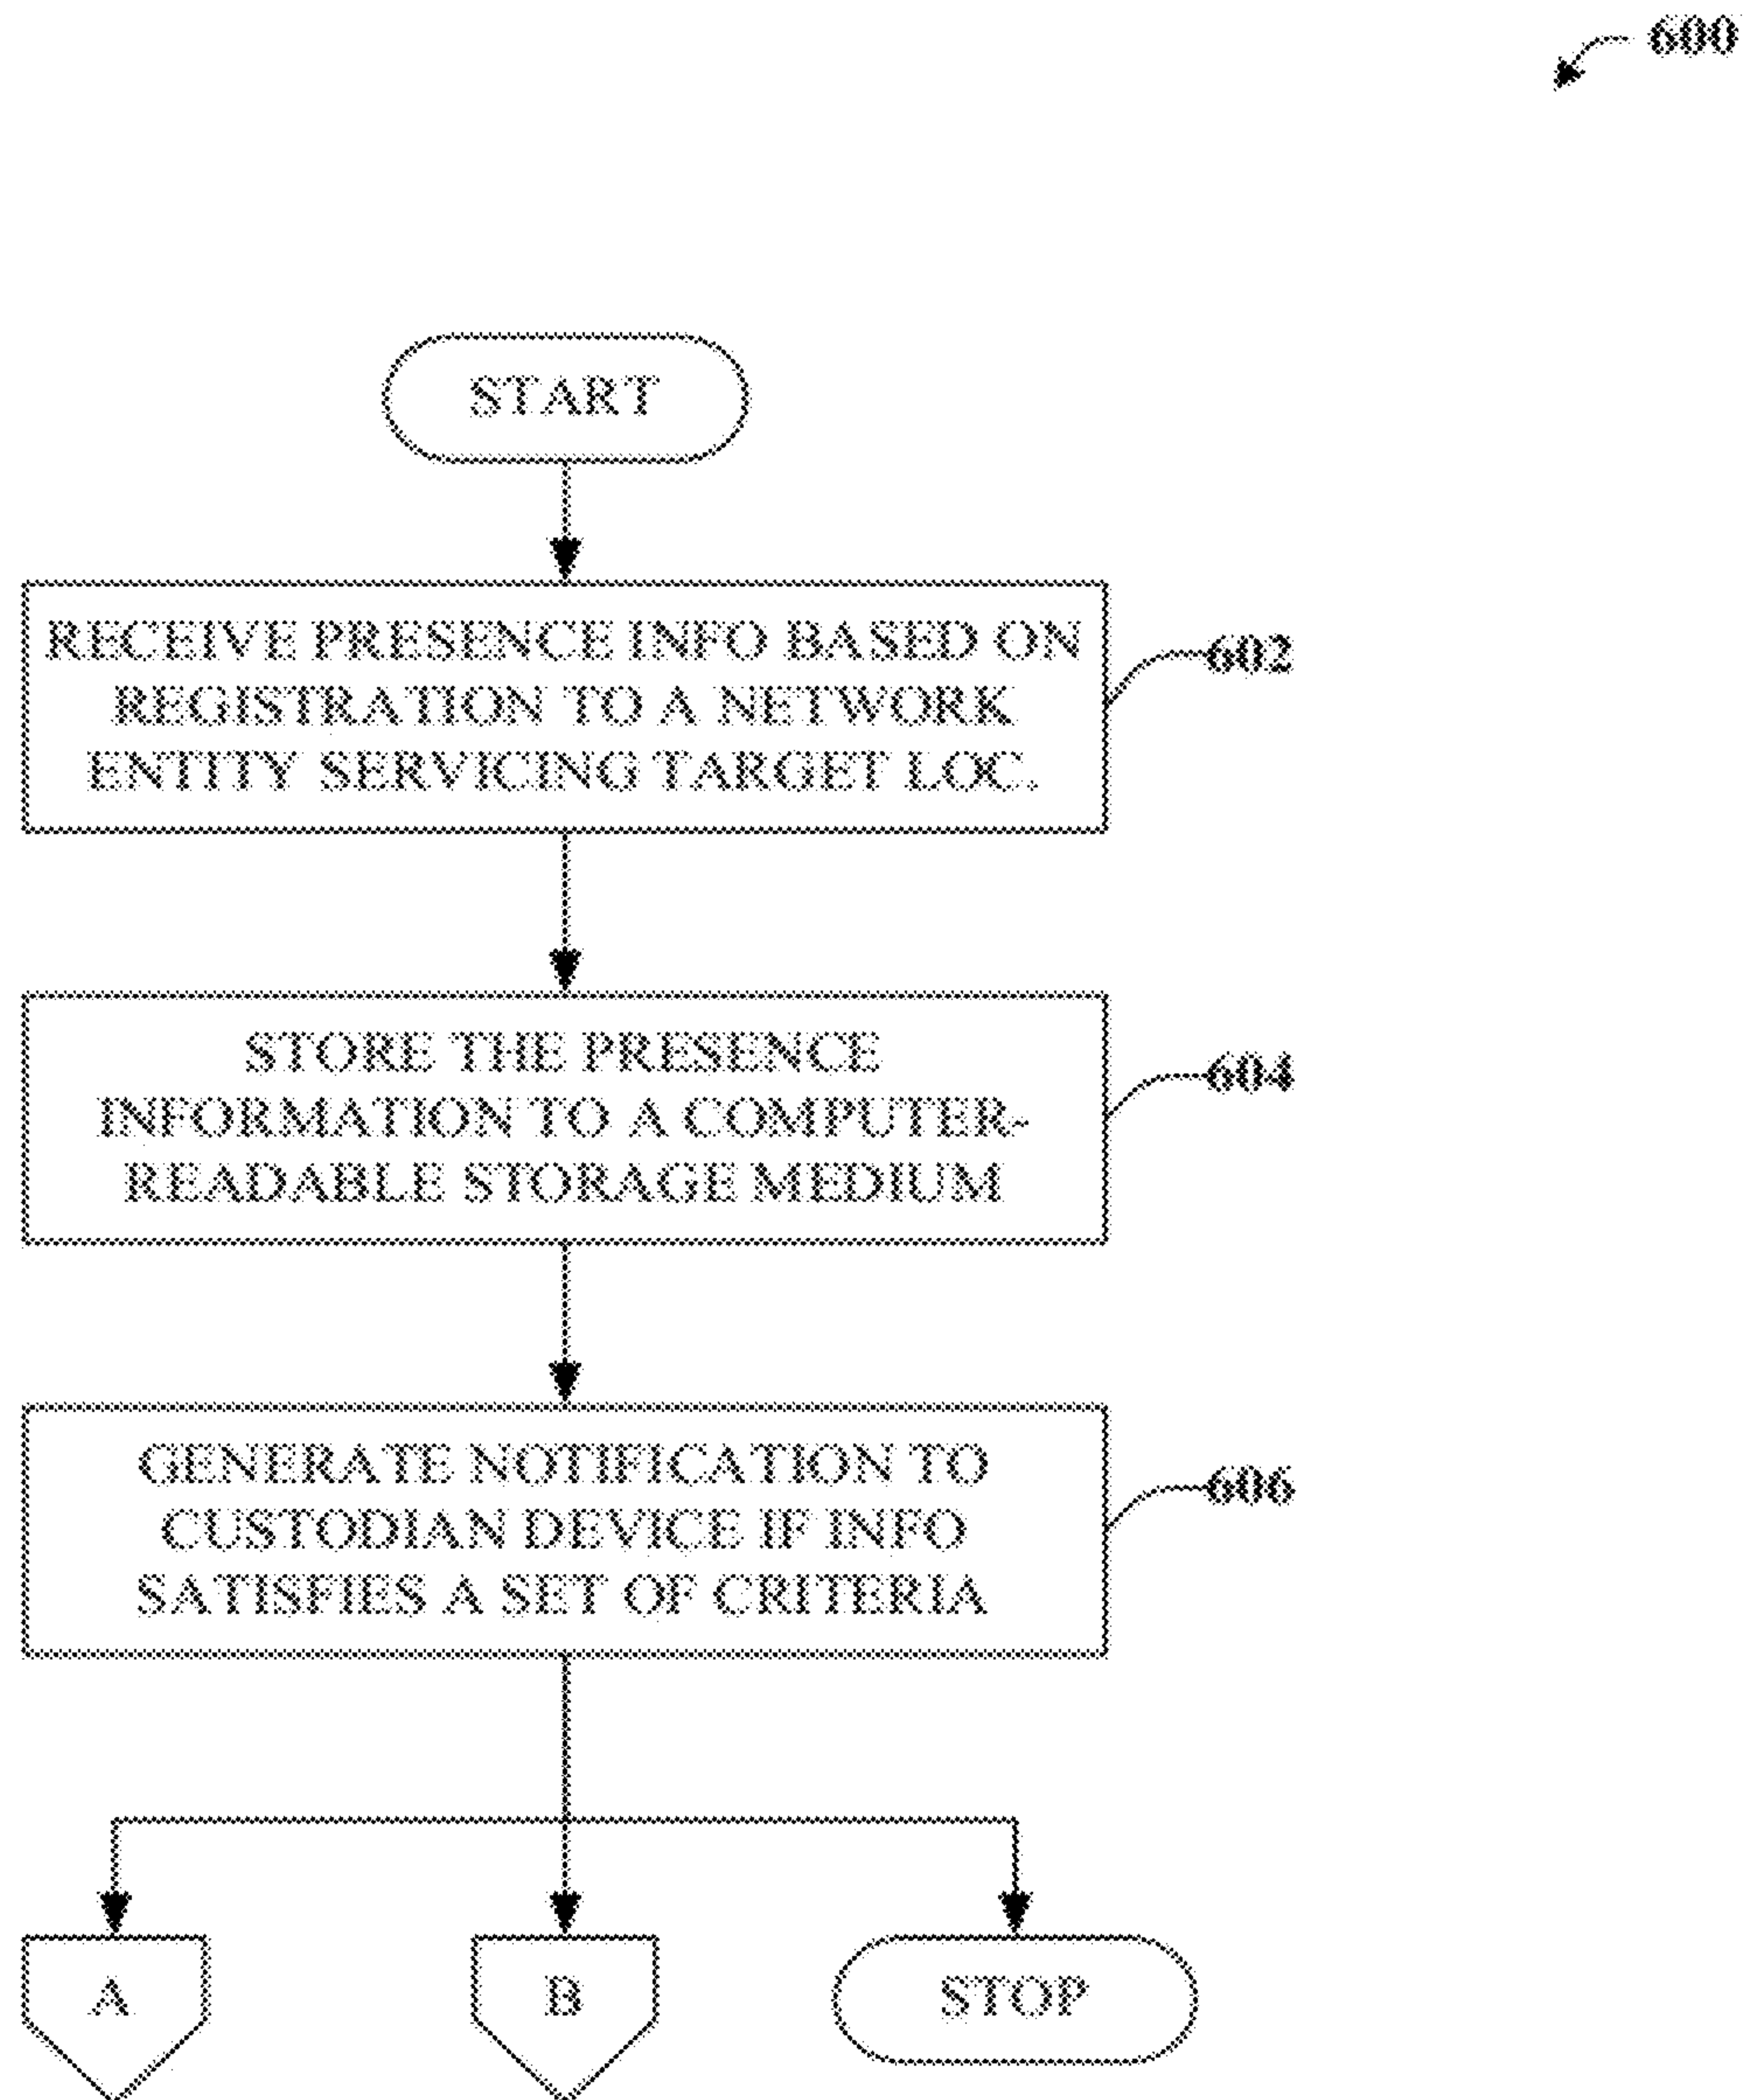 600
START
RECEIVE PRESENCE INFO BASED ON
REGISTRATION TO A NETWORK
ENTITY SERVICING TARGET LOC.
602
STORE THE PRESENCE
INFORMATION TO A COMPUTER-
READABLE STORAGE MEDIUM
604
GENERATE NOTIFICATION TO
CUSTODIAN DEVICE IF INFO
SATISFIES A SET OF CRITERIA
606
A
B
STOP